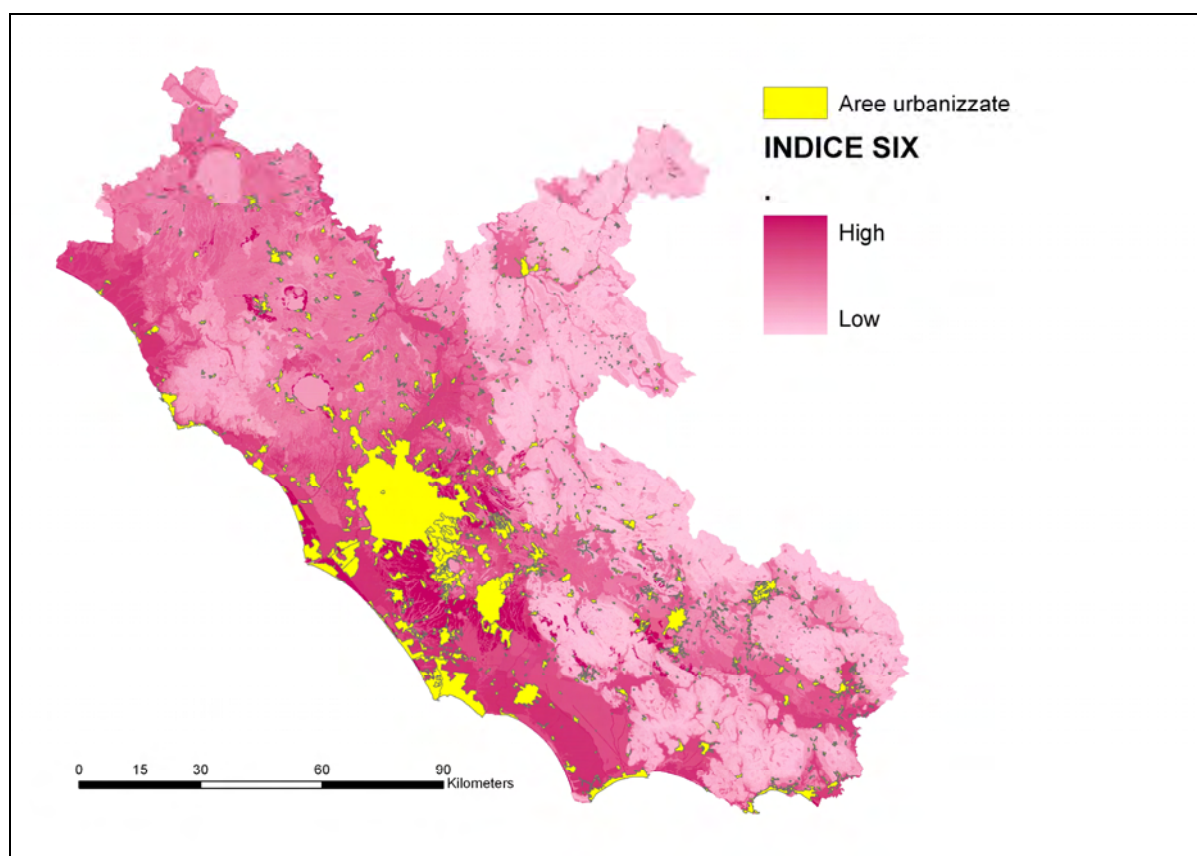 Aree urbanizzate
INDICE SIX
.
High
Low
0 15 30 60 90
Kilometers